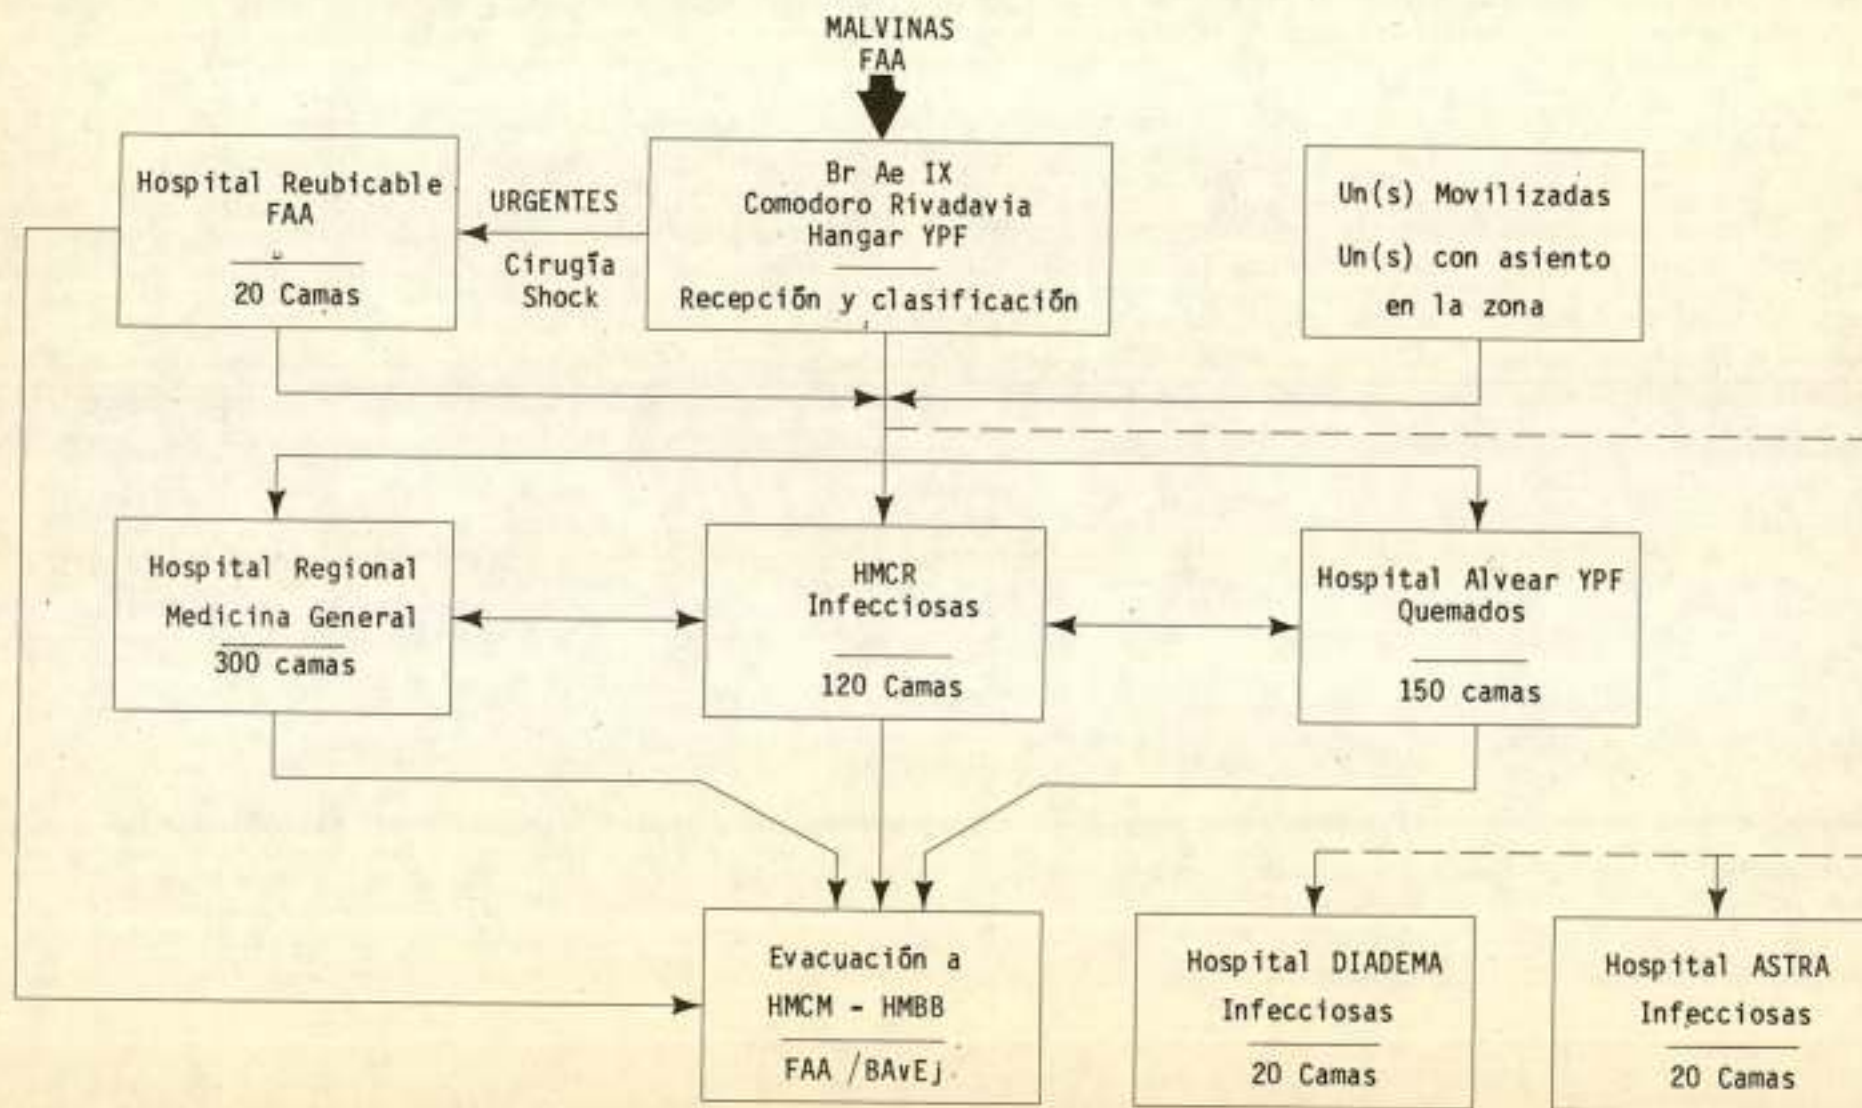 MALVINAS
FAA
Hospital Reubicable
FAA
20 Camas
URGENTES
Cirugía
Shock
Br Ae IX
Comodoro Rivadavia
Hangar YPF
Recepción y clasificación
Un(s) Movilizadas
Un(s) con asiento
en la zona
Hospital Regional
Medicina General
300 camas
HMCR
Infecciosas
120 Camas
Hospital Alvear YPF
Quemados
150 camas
Evacuación a
HMCM - HMBB
FAA /BAvEj.
Hospital DIADEMA
Infecciosas
20 Camas
Hospital ASTRA
Infecciosas
20 Camas